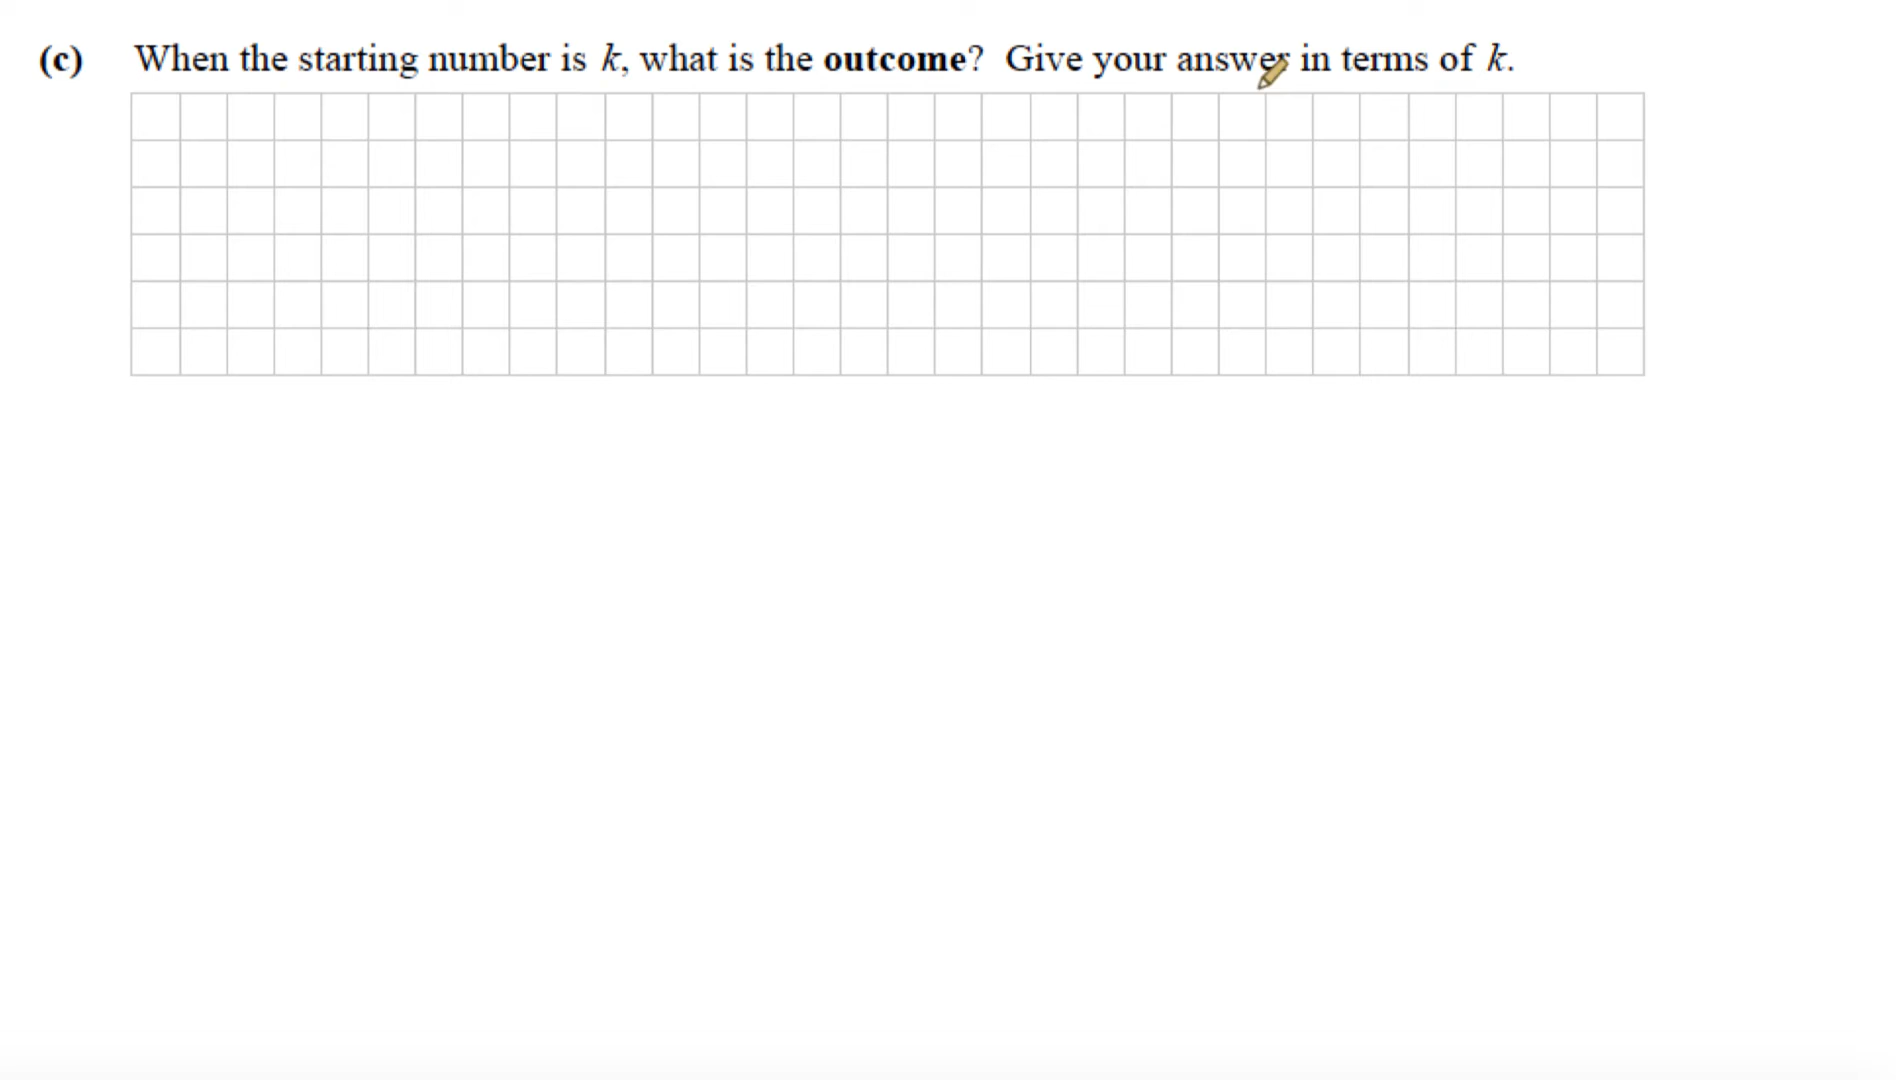 (c) When the starting number is k, what is the outcome? Give your answer in terms of k.